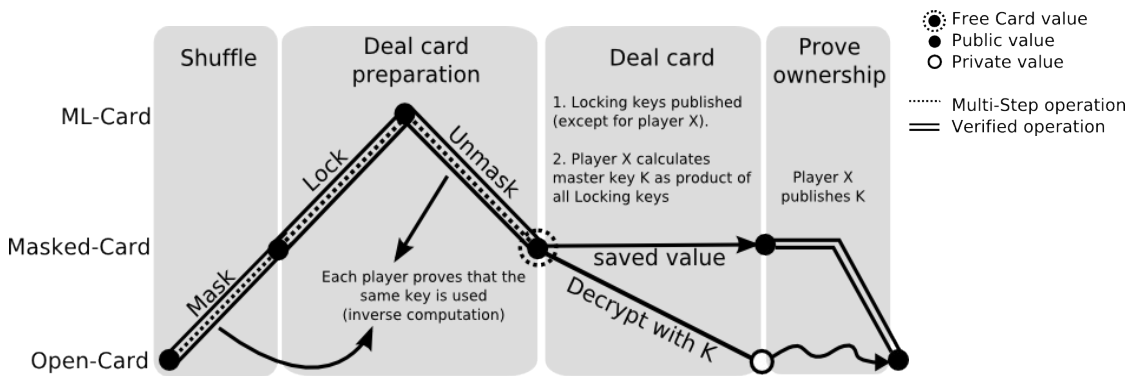 Shuffle
Deal card
preparation
Deal card
Prove
ownership
Free Card value
Public value
Private value
Multi-Step operation
Verified operation
ML-Card
Masked-Card
Open-Card
Mask
Lock
Unmask
Each player proves that the
same key is used
(inverse computation)
1. Locking keys published
(except for player X).
2. Player X calculates
master key K as product of
all Locking keys
saved value
Decrypt with K
Player X
publishes K